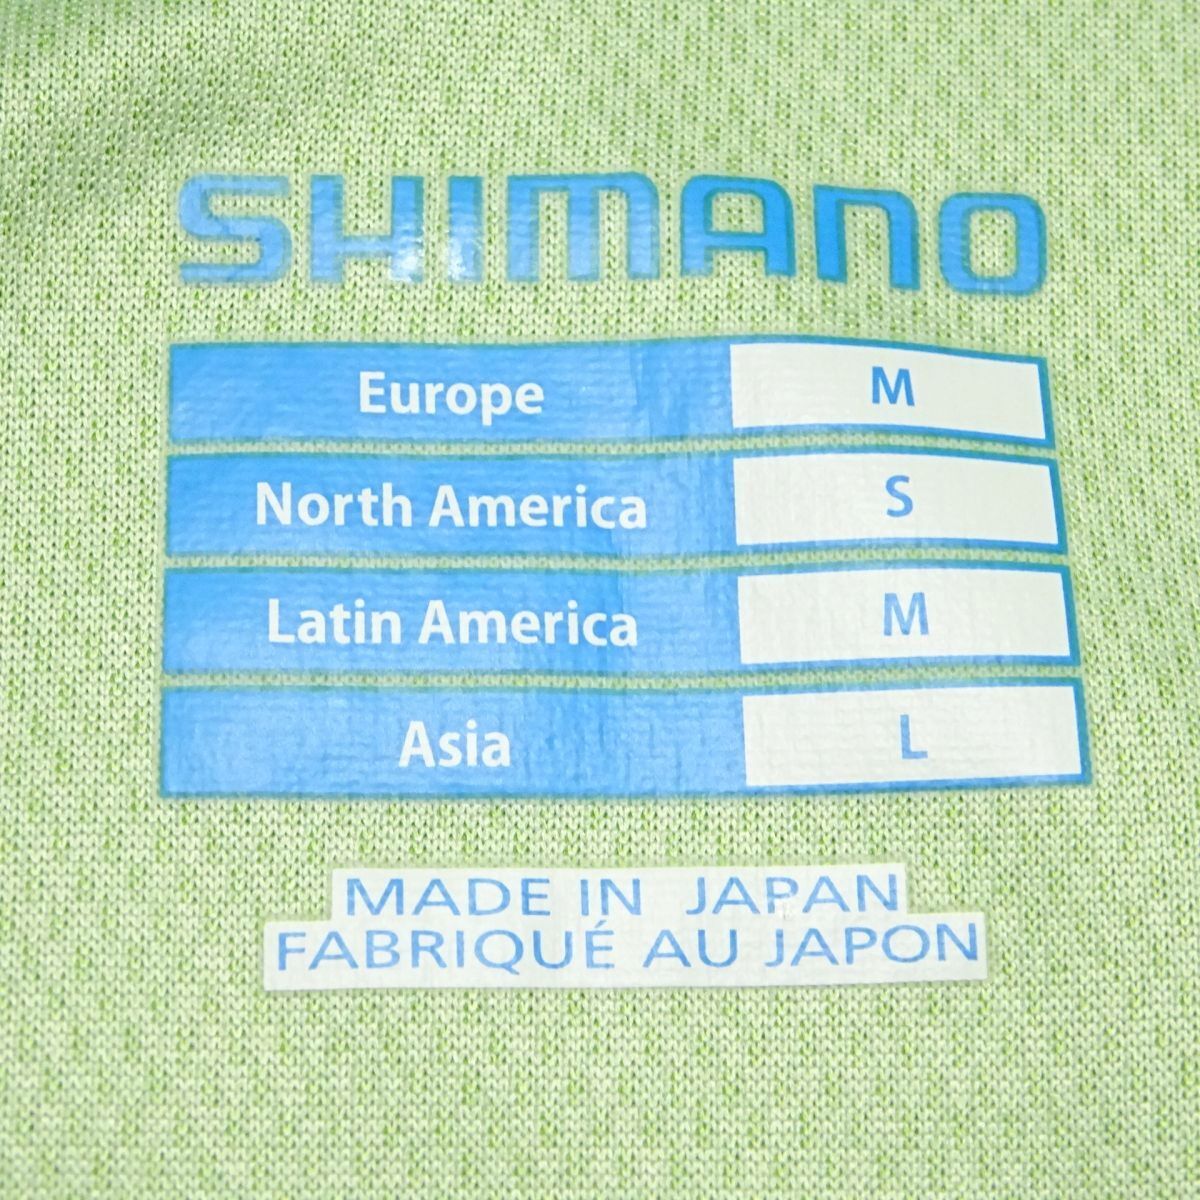 SHIMANO
Europe M
North America S
Latin America M
Asia L
MADE IN JAPAN
FABRIQUÉ AU JAPON